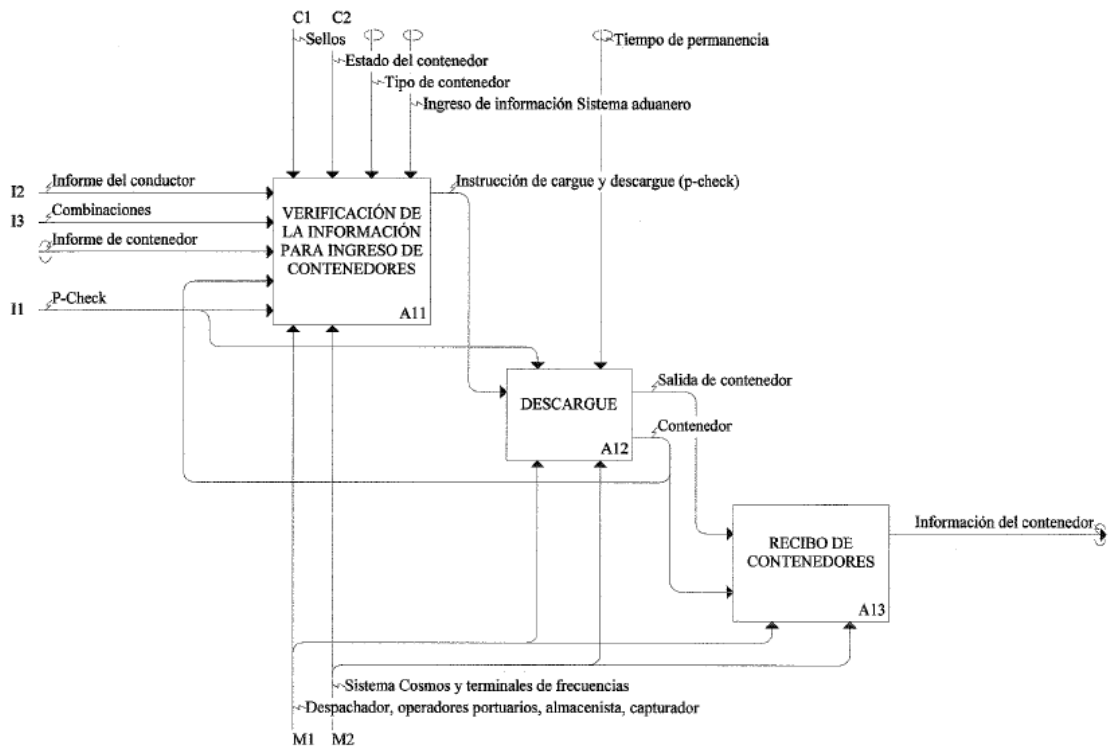 C1 C2
Sellos
Tiempo de permanencia
Estado del contenedor
Tipo de contenedor
Ingreso de información Sistema aduanero
I2 Informe del conductor
Instrucción de cargue y descargue (p-check)
I3 Combinaciones
Informe de contenedor
I1 P-Check
VERIFICACIÓN DE
LA INFORMACIÓN
PARA INGRESO DE
CONTENEDORES
A11
Salida de contenedor
DESCARGUE
Contenedor
A12
Información del contenedor
RECIBO DE
CONTENEDORES
A13
Sistema Cosmos y terminales de frecuencias
Despachador, operadores portuarios, almacenista, capturador
M1 M2